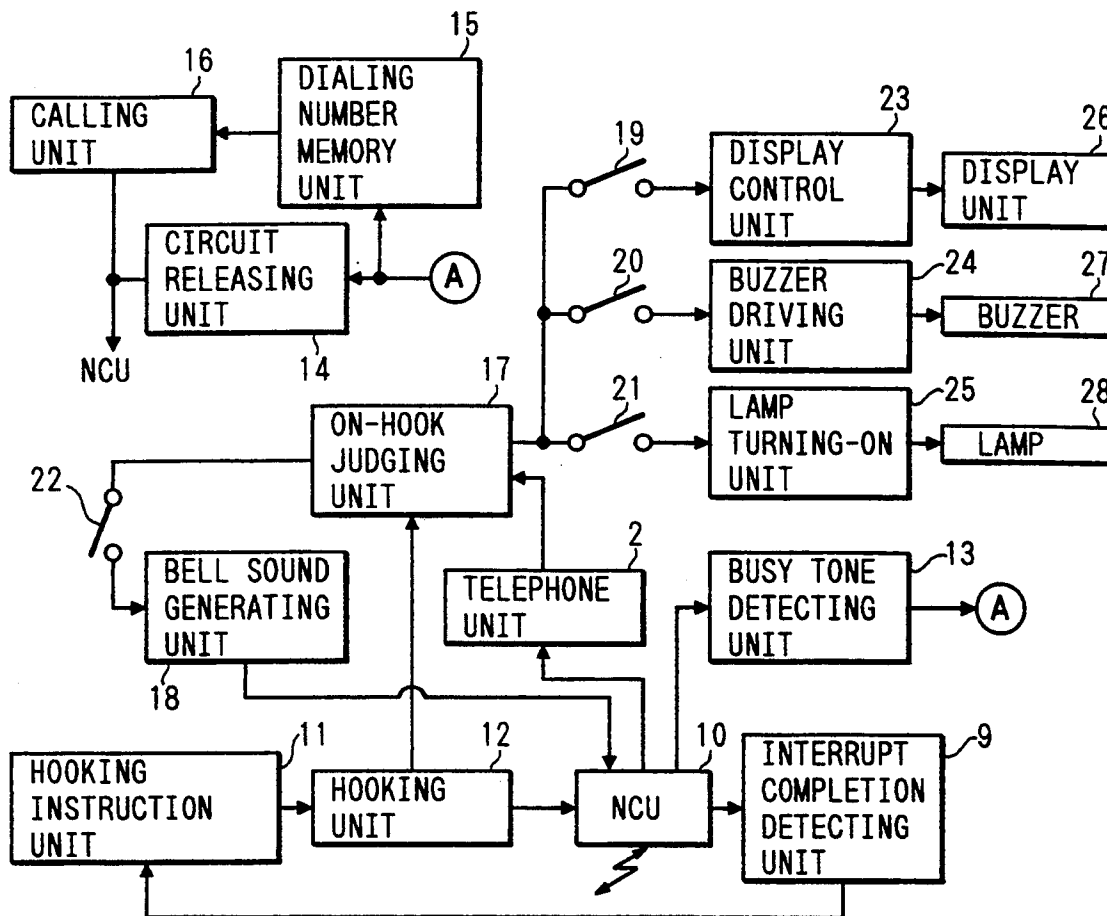 15
16
DIALING
NUMBER
MEMORY
UNIT
CALLING
UNIT
23
26
19
DISPLAY
CONTROL
UNIT
DISPLAY
UNIT
CIRCUIT
RELEASING
UNIT
A
20
24
27
BUZZER
DRIVING
UNIT
BUZZER
NCU
14
17
21
25
28
ON-HOOK
JUDGING
UNIT
LAMP
TURNING-ON
UNIT
LAMP
22
2
13
BELL SOUND
GENERATING
UNIT
TELEPHONE
UNIT
BUSY TONE
DETECTING
UNIT
A
18
11
12
10
9
HOOKING
INSTRUCTION
UNIT
HOOKING
UNIT
NCU
INTERRUPT
COMPLETION
DETECTING
UNIT